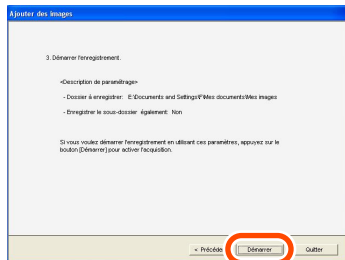 Ajouter des images
3. Démarrer l'enregistrement.
<Description de paramétrage>
- Dossier à enregistrer: E:\Documents and Settings\F\Mes documents\Mes images
- Enregistrer le sous-dossier également: Non
Si vous voulez démarrer l'enregistrement en utilisant ces paramètres, appuyez sur le
bouton [Démarrer] pour activer l'acquisition.
< Précéde Démarrer Quitter